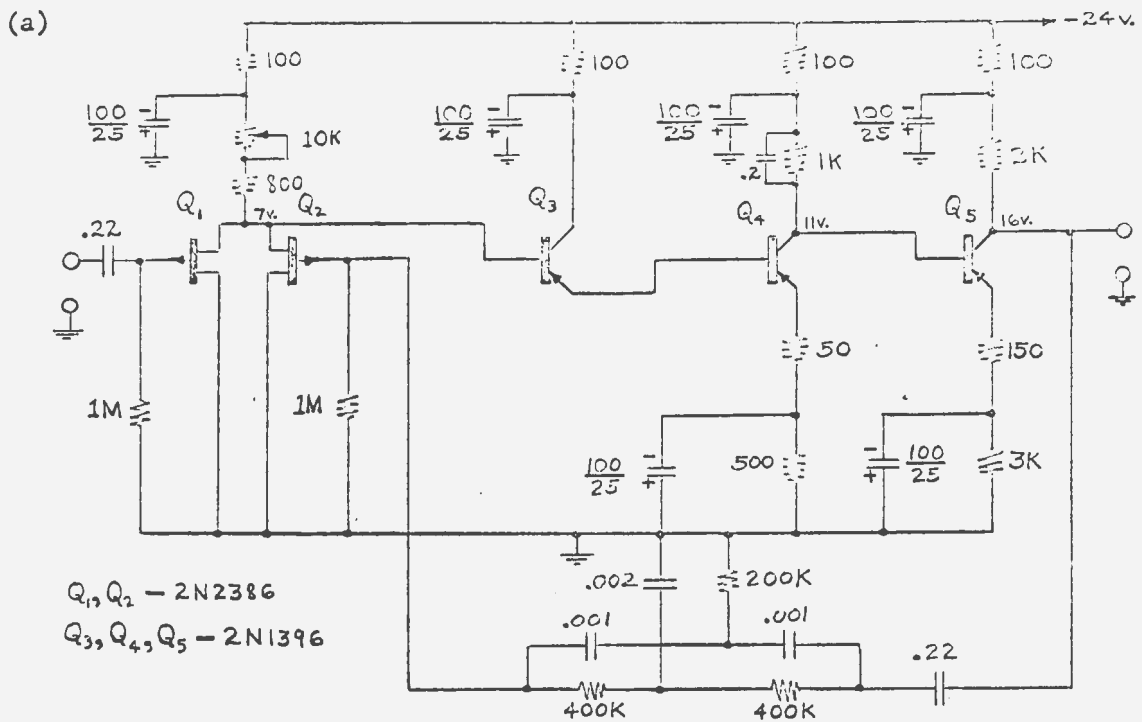 (a)
-24v.
100
100
100
100
100
25
-
+
10K
800
100
25
-
+
100
25
-
+
1K
.2
100
25
-
+
2K
Q₁
7v.
Q₂
Q₃
Q₄
11v.
Q₅
16v.
.22
1M
1M
50
150
100
25
-
+
500
100
25
-
+
3K
.002
200K
Q₁, Q₂ - 2N2386
Q₃, Q₄, Q₅ - 2N1396
.001
.001
.22
400K
400K